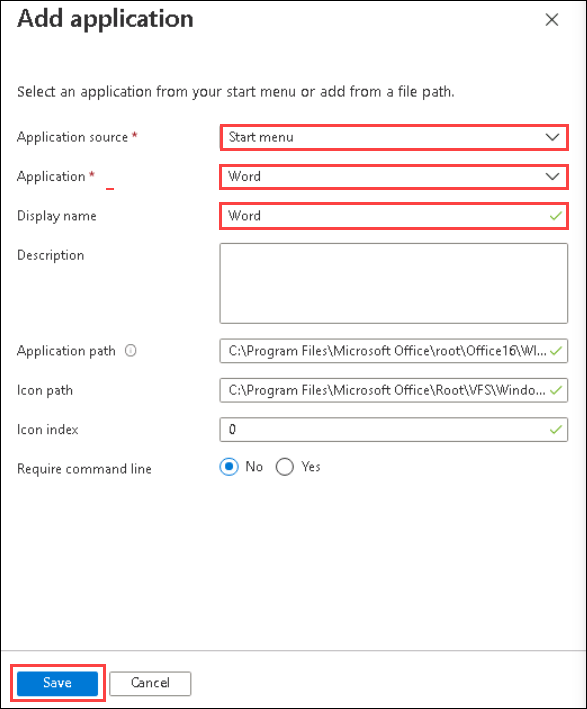 Add application
Select an application from your start menu or add from a file path.
Application source * Start menu
Application * Word
Display name Word
Description
Application path C:\Program Files\Microsoft Office\root\Office16\WI...
Icon path C:\Program Files\Microsoft Office\Root\VFS\Windo...
Icon index 0
Require command line No Yes
Save Cancel